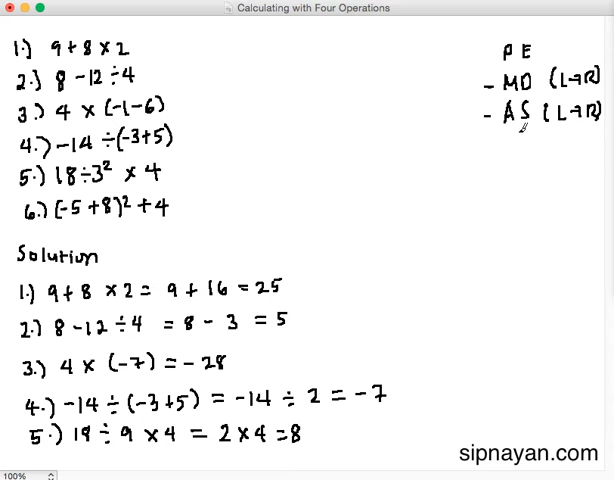 Calculating with Four Operations
1.) 9 + 8 × 2
2.) 8 - 12 ÷ 4
3.) 4 × (-1 - 6)
4.) -14 ÷ (-3+5)
5.) 18 ÷ 3² × 4
6.) (-5 + 8)² + 4
P E
- MD (L→R)
- AS (L→R)
Solution
1.) 9 + 8 × 2 = 9 + 16 = 25
2.) 8 - 12 ÷ 4 = 8 - 3 = 5
3.) 4 × (-7) = - 28
4.) -14 ÷ (-3+5) = -14 ÷ 2 = -7
5.) 18 ÷ 9 × 4 = 2 × 4 = 8
sipnayan.com
100%